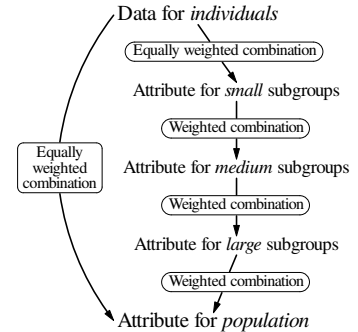 Data for individuals
Equally weighted combination
Attribute for small subgroups
Weighted combination
Attribute for medium subgroups
Equally
weighted
combination
Weighted combination
Attribute for large subgroups
Weighted combination
Attribute for population